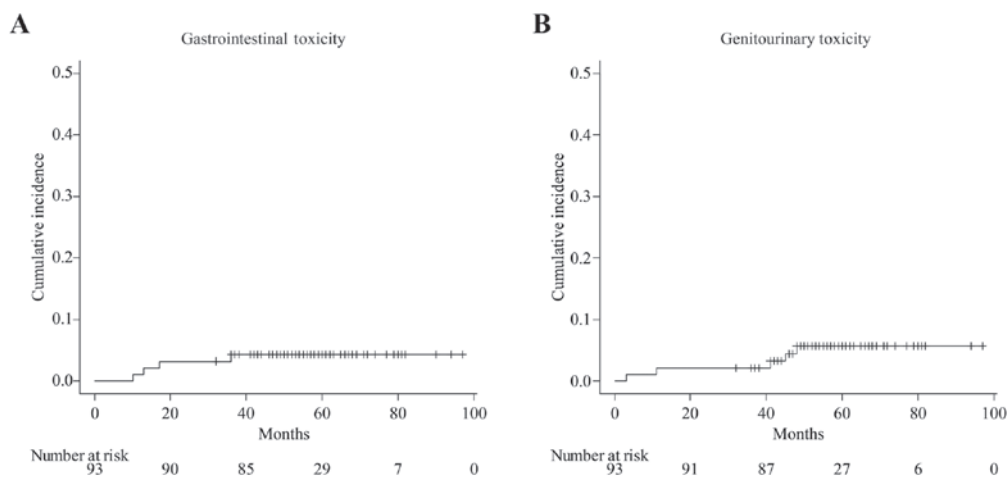 A
Gastrointestinal toxicity
0.5
0.4
0.3
0.2
0.1
0.0
Cumulative incidence
0 20 40 60 80 100
Months
Number at risk
93 90 85 29 7 0
B
Genitourinary toxicity
0.5
0.4
0.3
0.2
0.1
0.0
Cumulative incidence
0 20 40 60 80 100
Months
Number at risk
93 91 87 27 6 0